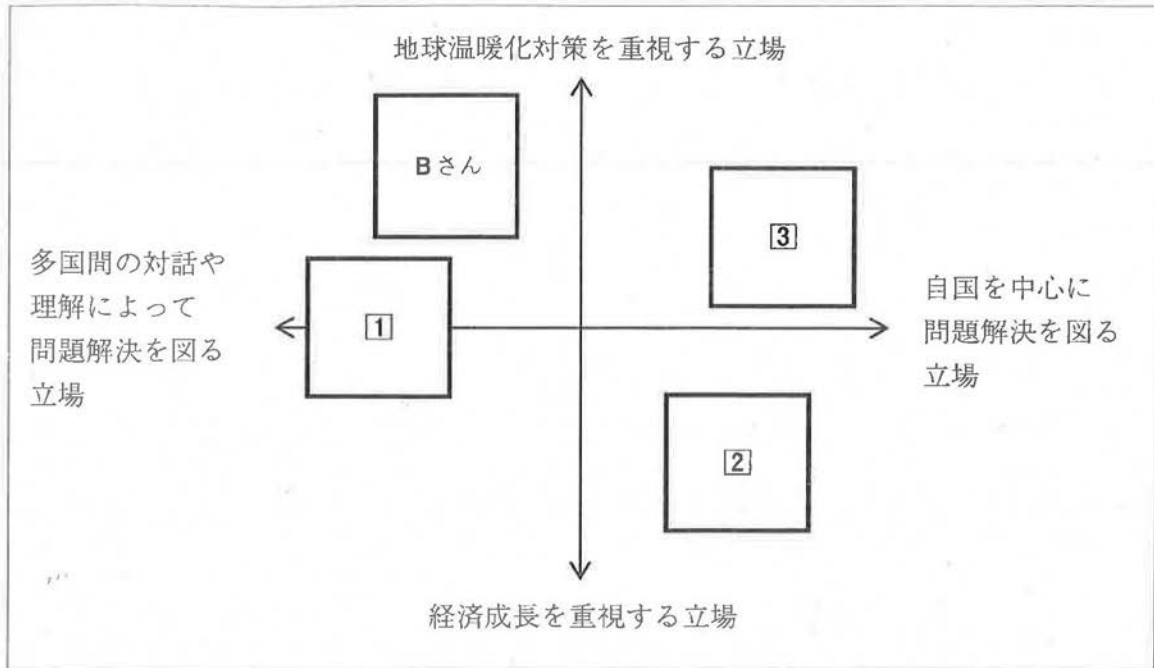 地球温暖化対策を重視する立場
Bさん
3
多国間の対話や
理解によって
問題解決を図る
立場
1
自国を中心に
問題解決を図る
立場
2
経済成長を重視する立場